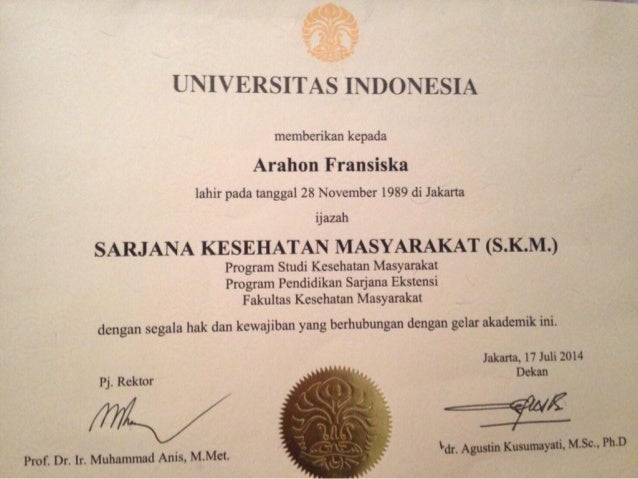 UNIVERSITAS INDONESIA
memberikan kepada
Arahon Fransiska
lahir pada tanggal 28 November 1989 di Jakarta
ijazah
SARJANA KESEHATAN MASYARAKAT (S.K.M.)
Program Studi Kesehatan Masyarakat
Program Pendidikan Sarjana Ekstensi
Fakultas Kesehatan Masyarakat
dengan segala hak dan kewajiban yang berhubungan dengan gelar akademik ini.
Jakarta, 17 Juli 2014
Dekan
Pj. Rektor
Prof. Dr. Ir. Muhammad Anis, M.Met.
dr. Agustin Kusumayati, M.Sc., Ph.D